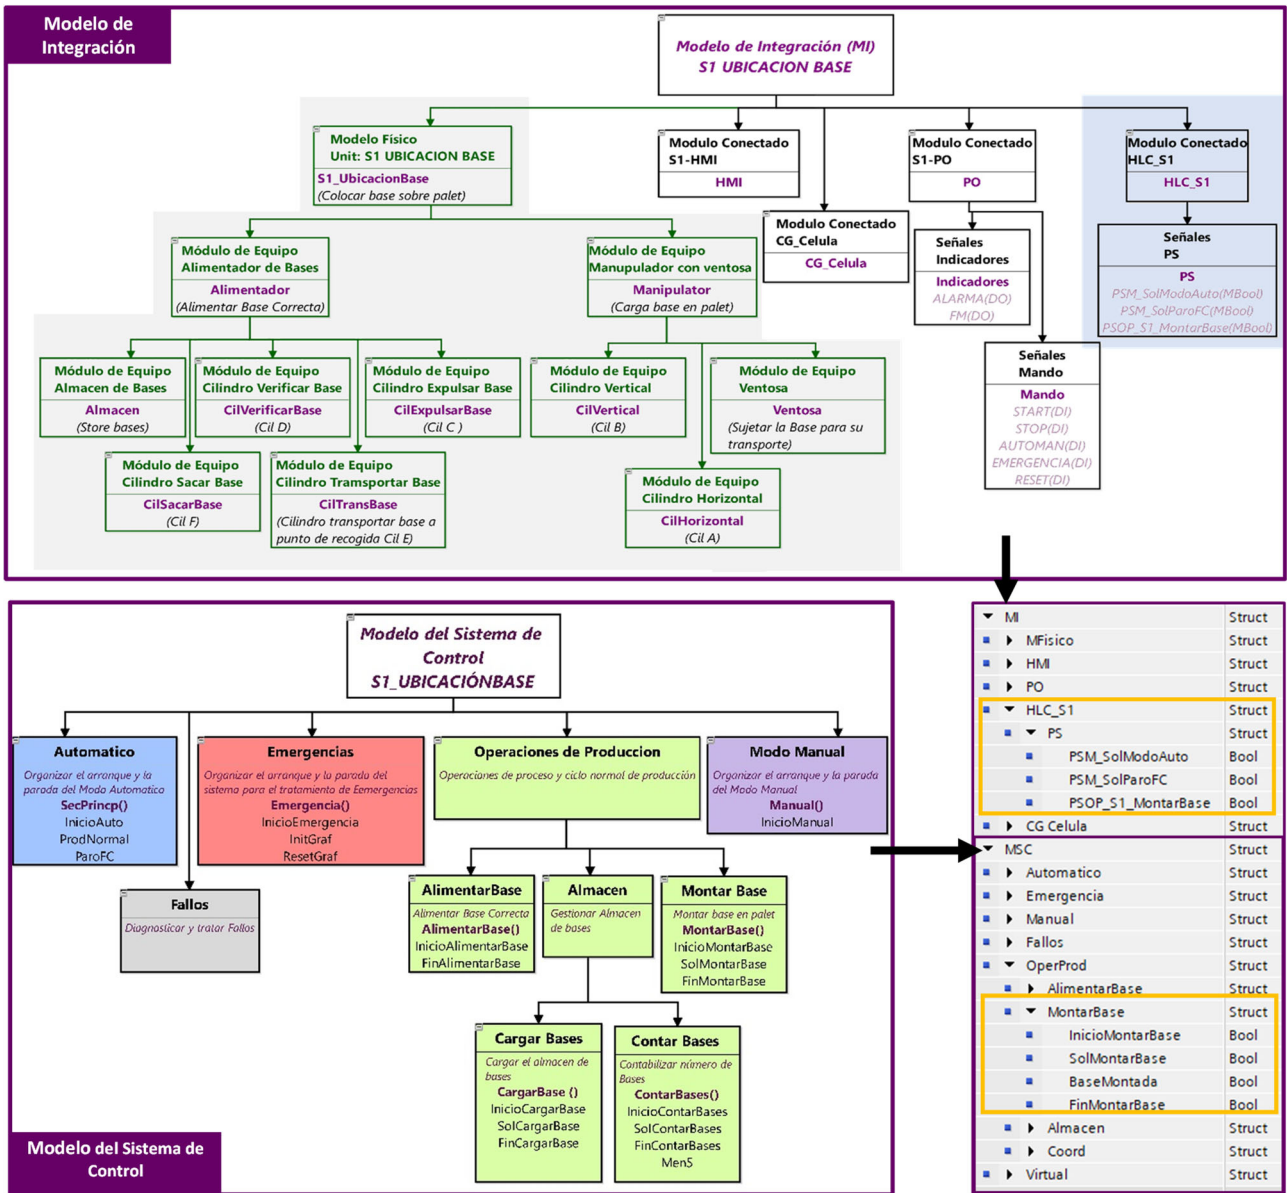 Modelo de
Integración
Modelo de Integración (MI)
S1 UBICACION BASE
Modelo Físico
Unit: S1 UBICACION BASE
S1_UbicacionBase
(Colocar base sobre palet)
Modulo Conectado
S1-HMI
HMI
Modulo Conectado
CG_Celula
CG_Celula
Modulo Conectado
S1-PO
PO
Modulo Conectado
HLC_S1
HLC_S1
Módulo de Equipo
Alimentador de Bases
Alimentador
(Alimentar Base Correcta)
Módulo de Equipo
Manupulador con ventosa
Manipulator
(Carga base en palet)
Señales
Indicadores
Indicadores
ALARMA(DO)
FM(DO)
Señales
PS
PS
PSM_SolModoAuto(MBool)
PSM_SolParoFC(MBool)
PSOP_S1_MontarBase(MBool)
Señales
Mando
Mando
START(DI)
STOP(DI)
AUTOMAN(DI)
EMERGENCIA(DI)
RESET(DI)
Módulo de Equipo
Almacen de Bases
Almacen
(Store bases)
Módulo de Equipo
Cilindro Verificar Base
CilVerificarBase
(Cil D)
Módulo de Equipo
Cilindro Expulsar Base
CilExpulsarBase
(Cil C )
Módulo de Equipo
Cilindro Vertical
CilVertical
(Cil B)
Módulo de Equipo
Ventosa
Ventosa
(Sujetar la Base para su
transporte)
Módulo de Equipo
Cilindro Sacar Base
CilSacarBase
(Cil F)
Módulo de Equipo
Cilindro Tramsportar Base
CilTransBase
(Cilindro transportar base a
punto de recogida Cil E)
Módulo de Equipo
Cilindro Horizontal
CilHorizontal
(Cil A)
Modelo del Sistema de
Control
S1_UBICACIÓNBASE
Automatico
Organizar el arranque y la
parada del Modo Automatico
SecPrincp()
InicioAuto
ProdNormal
ParoFC
Emergencias
Organizar el arranque y la parada del
sistema para el tratamiento de Eemergencias
Emergencia()
InicioEmergencia
InitGraf
ResetGraf
Operaciones de Produccion
Operaciones de proceso y ciclo normal de producción
Modo Manual
Organizar el arranque y la parada
del Modo Manual
Manual()
InicioManual
Fallos
Diagnosticar y tratar Fallos
AlimentarBase
Alimentar Base Correcta
AlimentarBase()
InicioAlimentarBase
FinAlimentarBase
Almacen
Gestionar Almacen
de bases
Montar Base
Montar base en palet
MontarBase()
InicioMontarBase
SolMontarBase
FinMontarBase
Cargar Bases
Cargar el almacen de
bases
CargarBase ()
InicioCargarBase
SolCargarBase
FinCargarBase
Contar Bases
Contabilizar número de
Bases
ContarBases()
InicioContarBases
SolContarBases
FinContarBases
Men5
Modelo del Sistema de
Control
MI Struct
MFisico Struct
HMI Struct
PO Struct
HLC_S1 Struct
PS Struct
PSM_SolModoAuto Bool
PSM_SolParoFC Bool
PSOP_S1_MontarBase Bool
CG Celula Struct
MSC Struct
Automatico Struct
Emergencia Struct
Manual Struct
Fallos Struct
OperProd Struct
AlimentarBase Struct
MontarBase Struct
InicioMontarBase Bool
SolMontarBase Bool
BaseMontada Bool
FinMontarBase Bool
Almacen Struct
Coord Struct
Virtual Struct